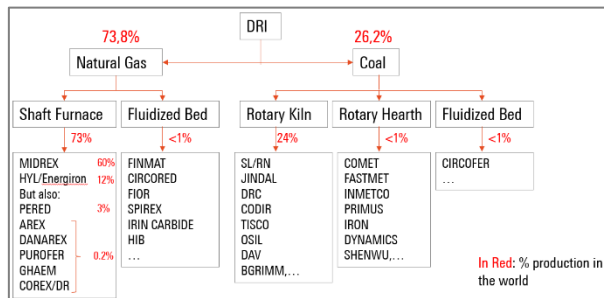 DRI
73,8%
26,2%
Natural Gas
Coal
Shaft Furnace
Fluidized Bed
Rotary Kiln
Rotary Hearth
Fluidized Bed
73%
<1%
24%
<1%
<1%
MIDREX 60%
HYL/Energiron 12%
But also:
PERED 3%
AREX
DANAREX
PUROFER 0.2%
GHAEM
COREX/DR
FINMAT
CIRCORED
FIOR
SPIREX
IRIN CARBIDE
HIB
...
SL/RN
JINDAL
DRC
CODIR
TISCO
OSIL
DAV
BGRIMM,...
COMET
FASTMET
INMETCO
PRIMUS
IRON
DYNAMICS
SHENWU,...
CIRCOFER
...
In Red: % production in
the world